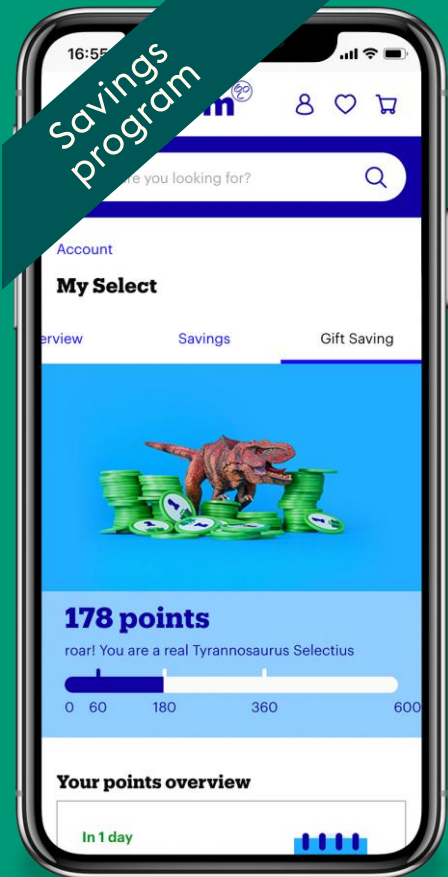 Savings
program
16:55
m
e you looking for?
Account
My Select
erview Savings Gift Saving
178 points
roar! You are a real Tyrannosaurus Selectius
0 60 180 360 600
Your points overview
In 1 day